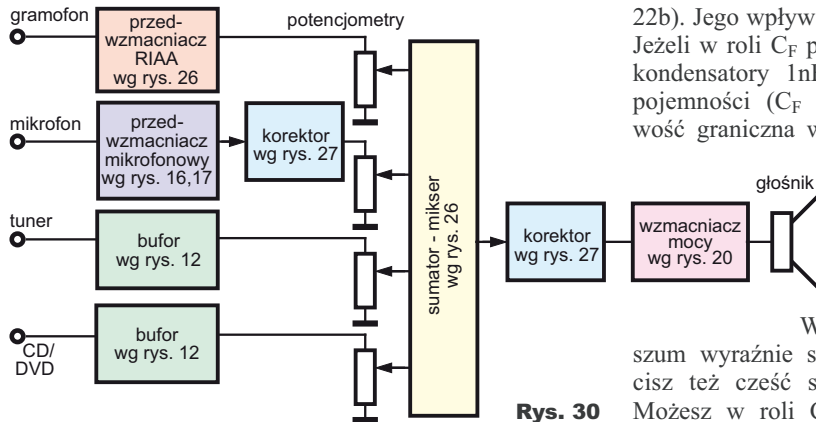 gramofon
przed-
wzmacniacz
RIAA
wg rys. 26
potencjometry
mikrofon
przed-
wzmacniacz
mikrofonowy
wg rys. 16,17
korektor
wg rys. 27
tuner
bufor
wg rys. 12
CD/
DVD
bufor
wg rys. 12
sumator - mikser
wg rys. 26
korektor
wg rys. 27
wzmacniacz
mocy
wg rys. 20
głośnik
Rys. 30
22b). Jego wpływ
Jeżeli w roli CF p
kondensatory 1n
pojemności (CF
wość graniczna w
W
szum wyraźnie s
cisz też cześć s
Możesz w roli C